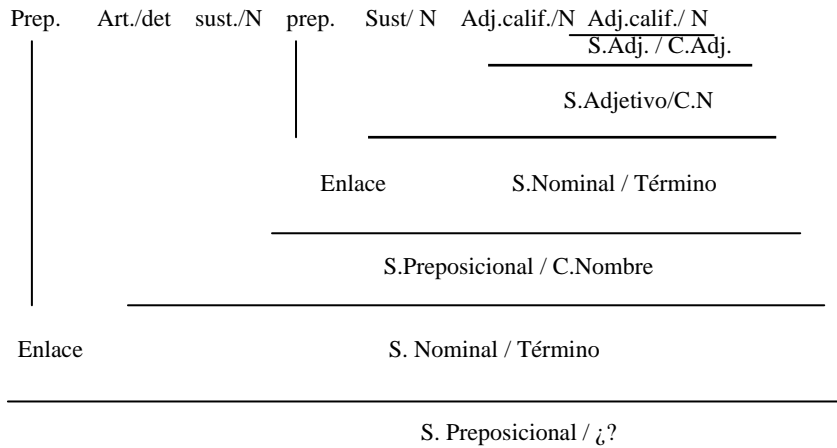 Prep. Art./det sust./N prep. Sust/ N Adj.calif./N Adj.calif./ N
S.Adj. / C.Adj.
S.Adjetivo/C.N
Enlace S.Nominal / Término
S.Preposicional / C.Nombre
Enlace S. Nominal / Término
S. Preposicional / ¿?